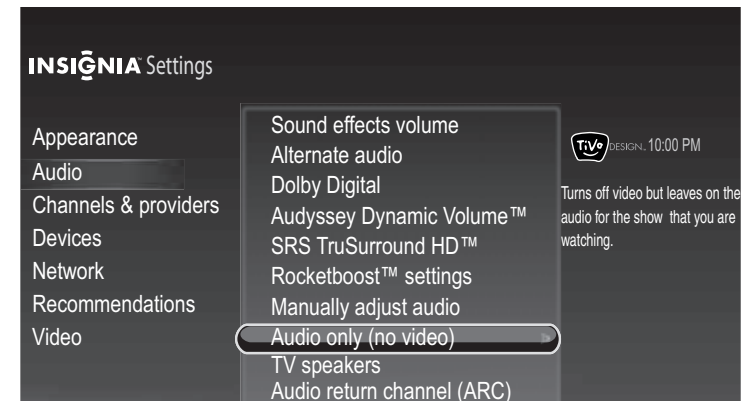 INSIGNIA™ Settings
Appearance
Audio
Channels & providers
Devices
Network
Recommendations
Video
Sound effects volume
Alternate audio
Dolby Digital
Audyssey Dynamic Volume™
SRS TruSurround HD™
Rocketboost™ settings
Manually adjust audio
Audio only (no video)
TV speakers
Audio return channel (ARC)
TiVo DESIGN™ 10:00 PM
Turns off video but leaves on the
audio for the show that you are
watching.